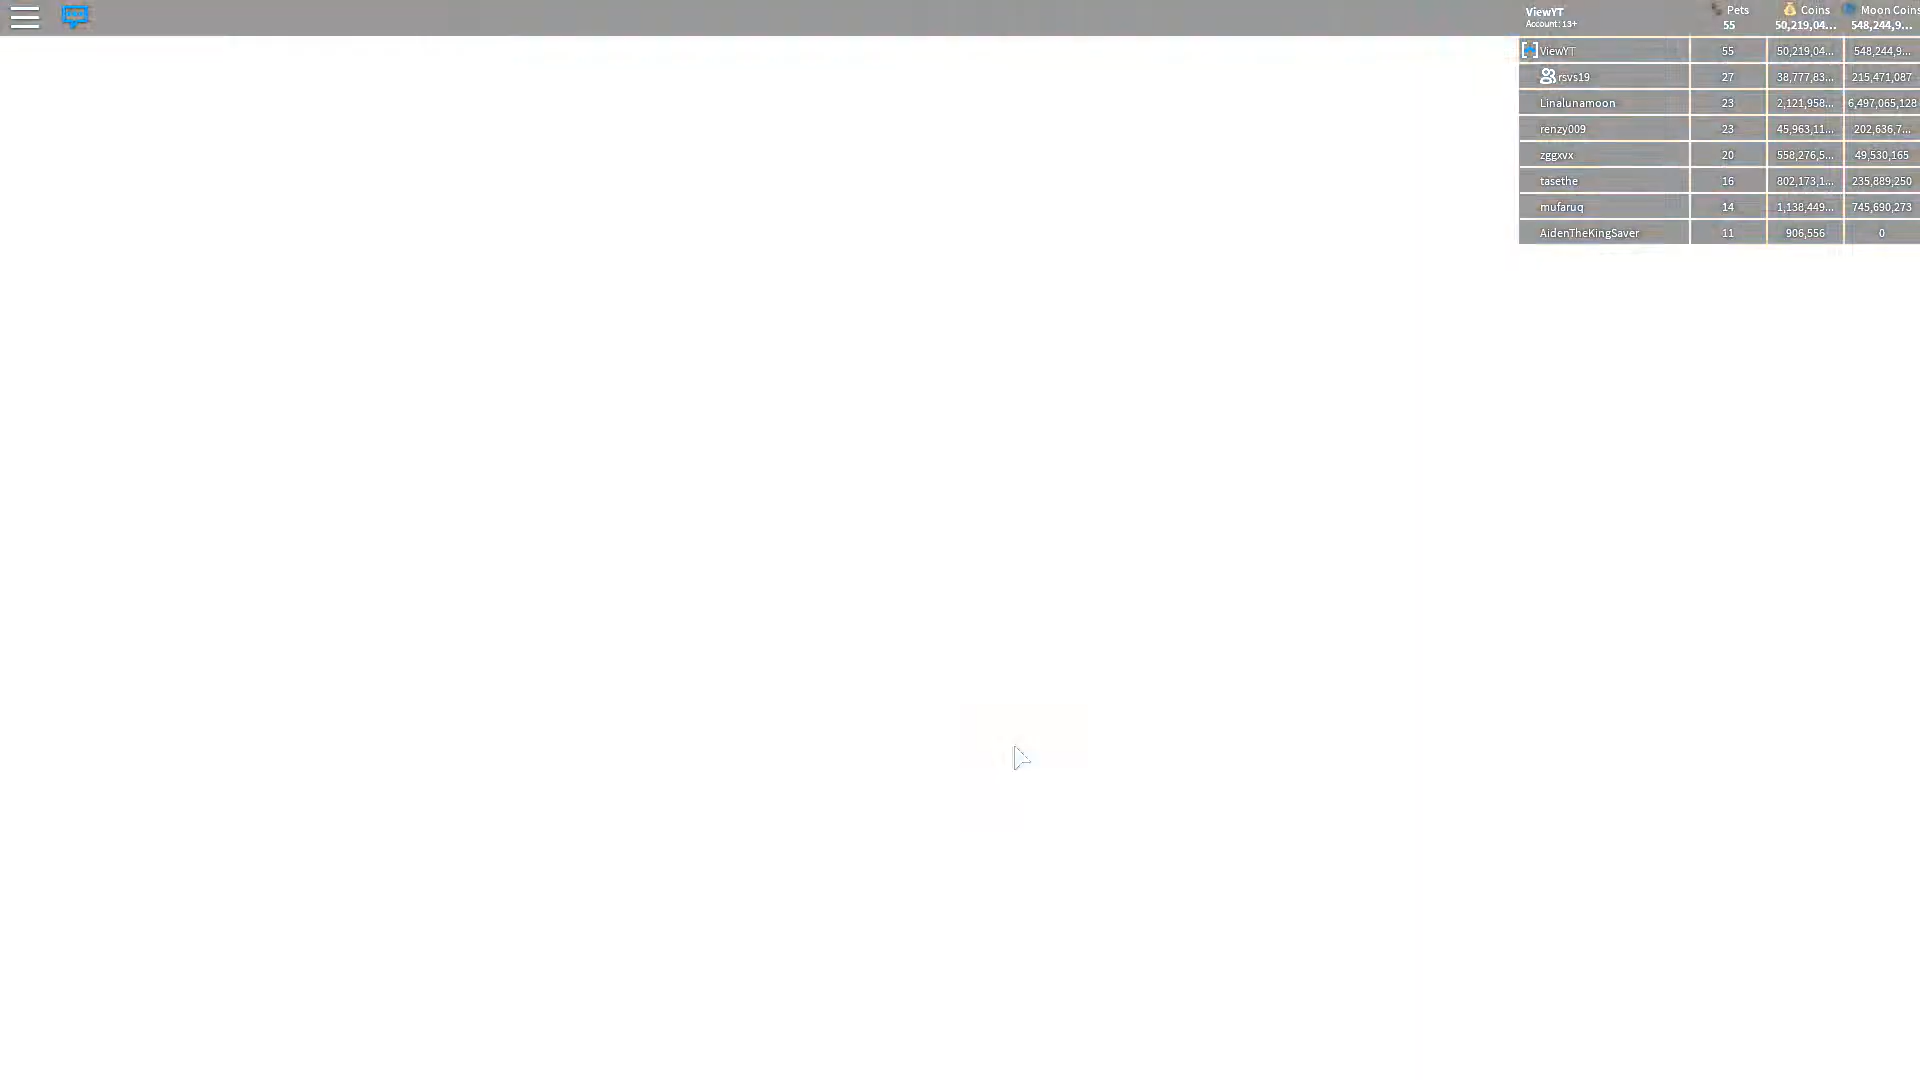 ViewYT Pets Coins Moon Coins
Account: 13+ 55 50,219,04... 548,244,9...
ViewYT 55 50,219,04... 548,244,9...
rsvs19 27 38,777,83... 215,471,087
Linalunamoon 23 2,121,958... 6,497,065,128
renzy009 23 45,963,11... 202,636,7...
zggxvx 20 558,276,5... 49,530,165
tasethe 16 802,173,1... 235,889,250
mufaruq 14 1,138,449... 745,690,273
AidenTheKingSaver 11 906,556 0